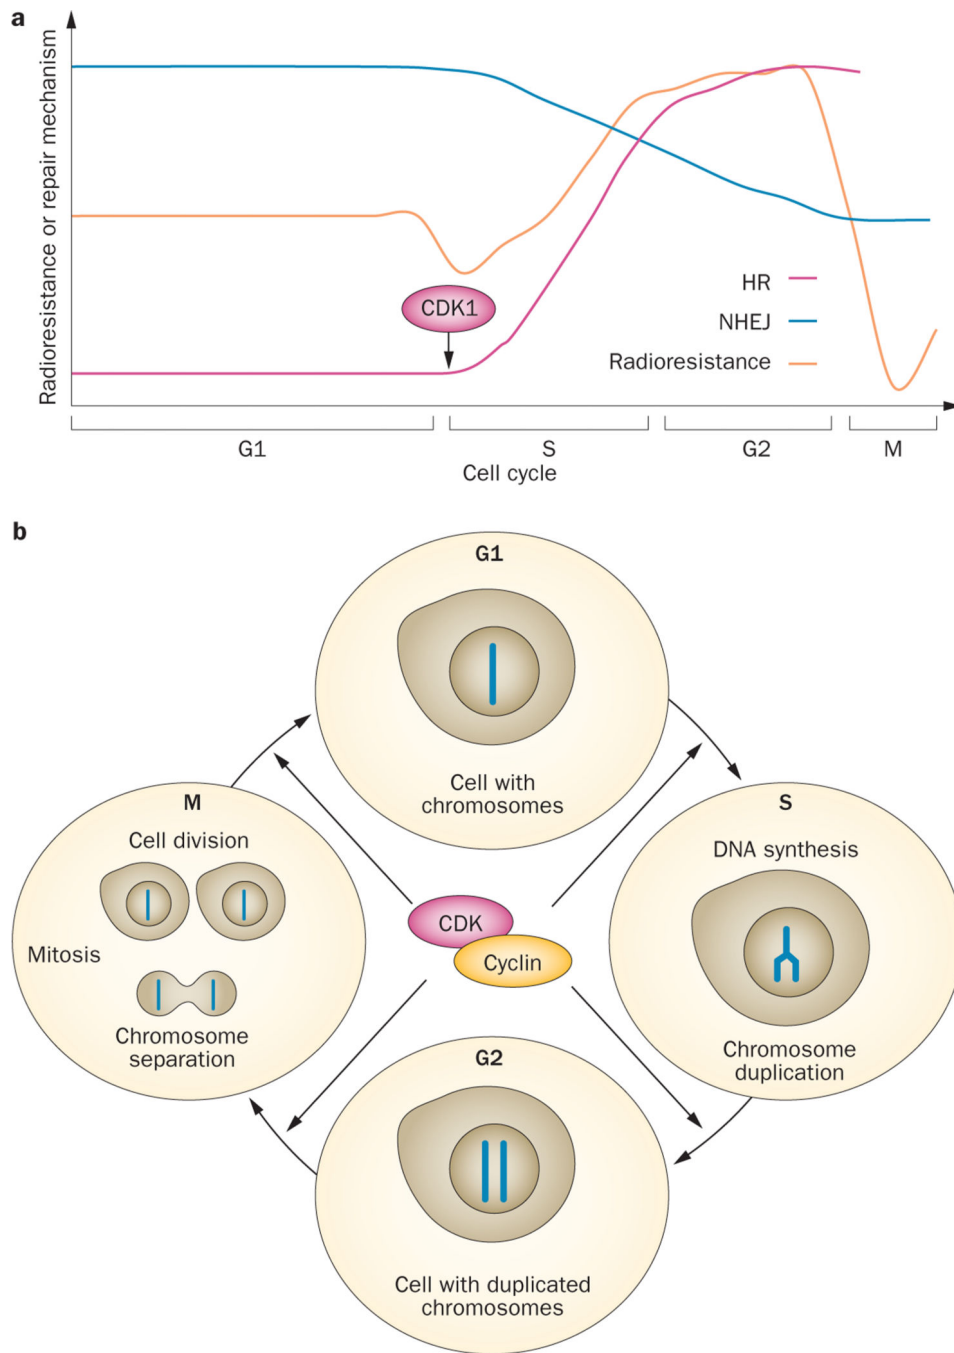 a
Radioresistance or repair mechanism
CDK1
HR
NHEJ
Radioresistance
G1
S
G2
M
Cell cycle
b
G1
Cell with
chromosomes
M
Cell division
Mitosis
Chromosome
separation
S
DNA synthesis
Chromosome
duplication
CDK
Cyclin
G2
Cell with duplicated
chromosomes